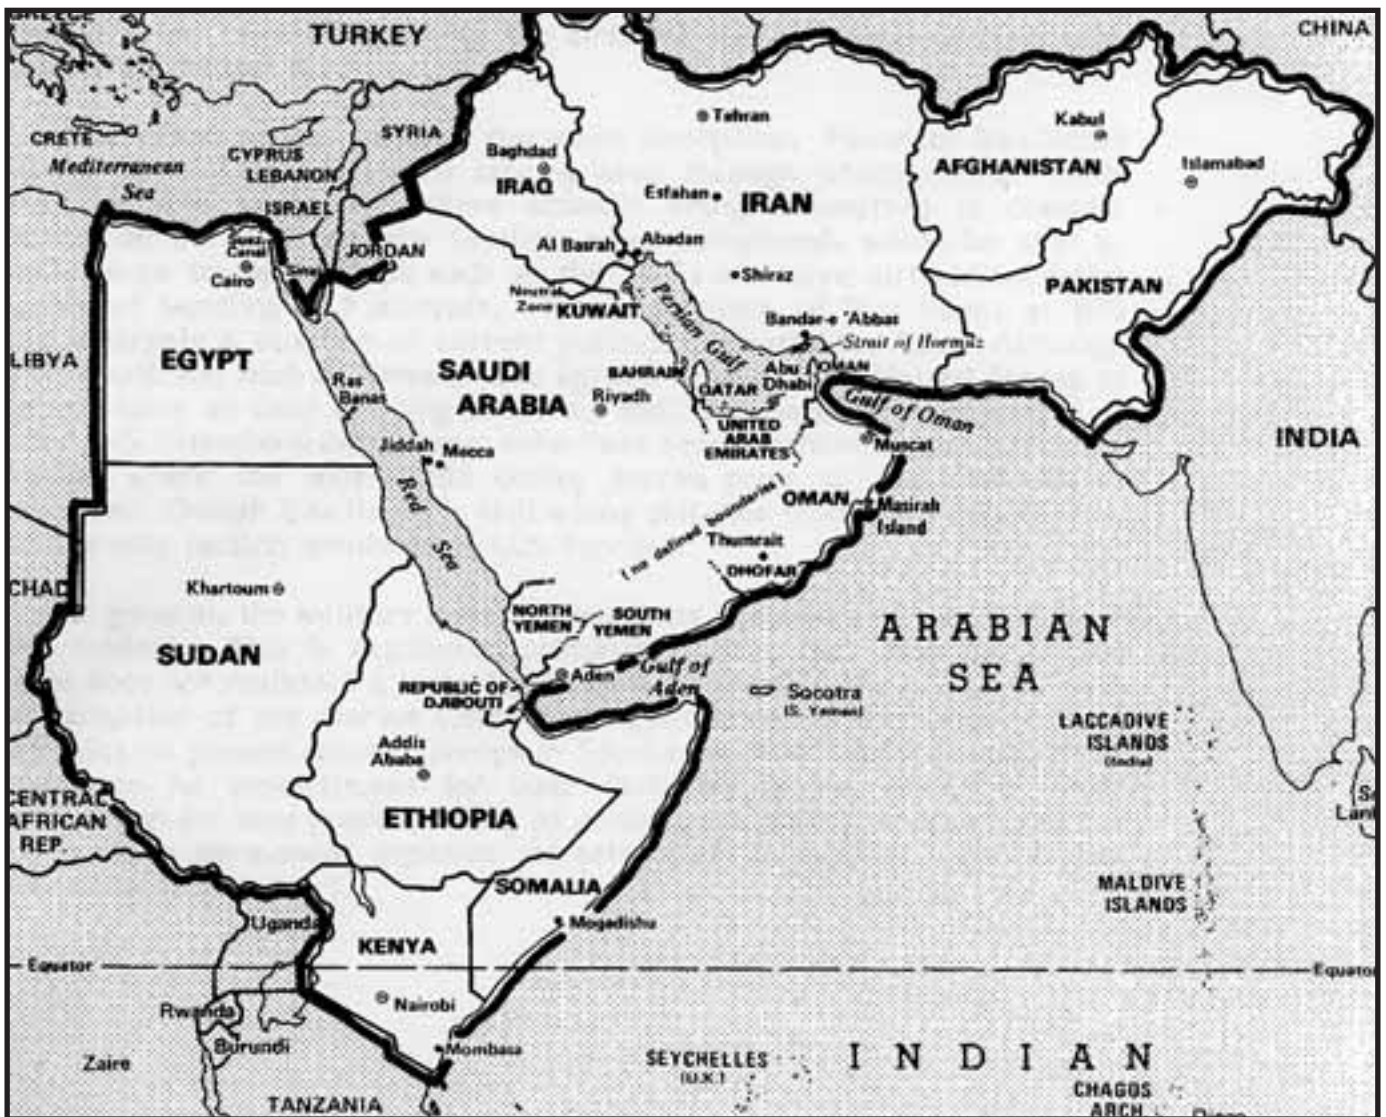 GREECE
TURKEY
CHINA
CRETE
Mediterranean
Sea
CYPRUS
LEBANON
SYRIA
ISRAEL
JORDAN
Suez
Canal
Cairo
Sinai
Baghdad
IRAQ
Tehran
Esfahan
IRAN
Al Basrah
Abadan
Shiraz
Kabul
AFGHANISTAN
Islamabad
PAKISTAN
Neutral
Zone
KUWAIT
Persian Gulf
Bandar-e 'Abbas
Strait of Hormuz
LIBYA
EGYPT
SAUDI
ARABIA
BAHRAIN
QATAR
Abu
Dhabi
OMAN
Gulf of Oman
Ras
Banas
Riyadh
UNITED
ARAB
EMIRATES
Muscat
INDIA
Jiddah
Mecca
Red
Sea
(no defined boundaries)
OMAN
Masirah
Island
Thumrait
DHOFAR
CHAD
Khartoum
NORTH
YEMEN
SOUTH
YEMEN
SUDAN
ARABIAN
SEA
REPUBLIC OF
DJIBOUTI
Aden
Gulf of
Aden
Socotra
(S. Yemen)
LACCADIVE
ISLANDS
(India)
Addis
Ababa
CENTRAL
AFRICAN
REP.
ETHIOPIA
SOMALIA
MALDIVE
ISLANDS
Uganda
Mogadishu
KENYA
Equator
Equator
Nairobi
Rwanda
Burundi
Mombasa
Zaire
SEYCHELLES
(U.K.)
INDIAN
CHAGOS
ARCH
TANZANIA